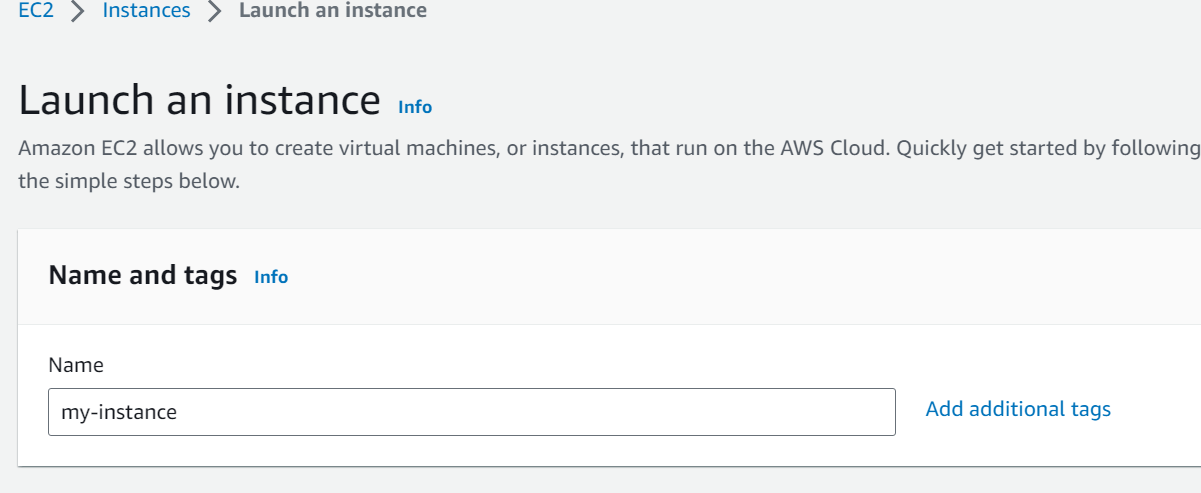 EC2 > Instances > Launch an instance
Launch an instance Info
Amazon EC2 allows you to create virtual machines, or instances, that run on the AWS Cloud. Quickly get started by following
the simple steps below.
Name and tags Info
Name
my-instance Add additional tags